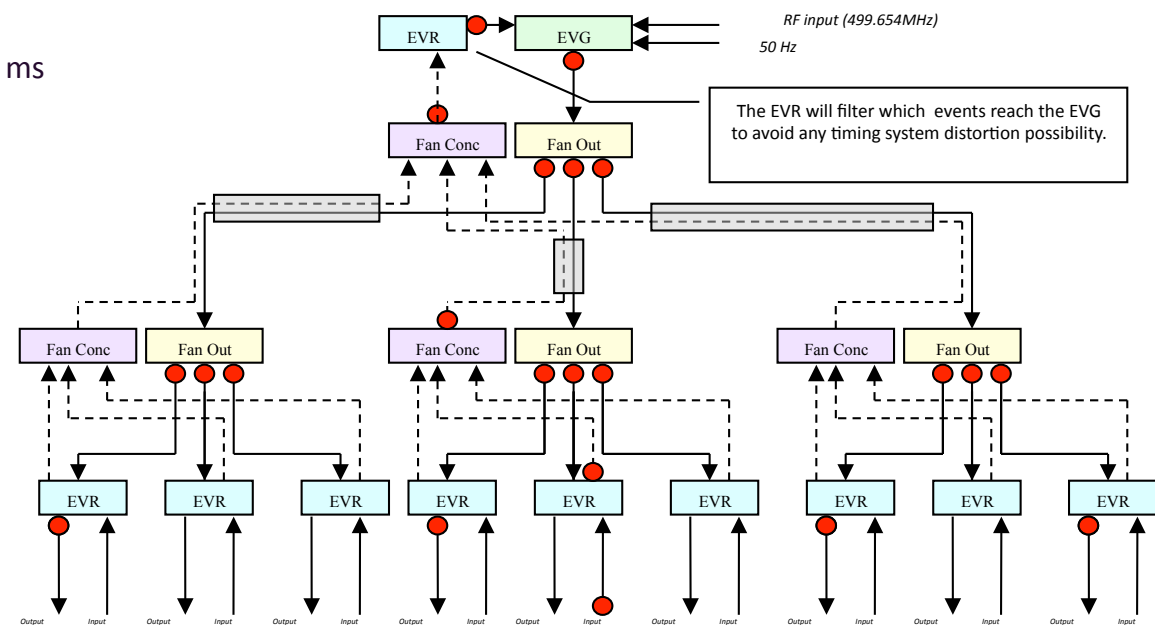 EVR
EVG
RF input (499.654MHz)
50 Hz
ms
The EVR will filter which events reach the EVG
to avoid any timing system distortion possibility.
Fan Conc
Fan Out
Fan Conc
Fan Out
Fan Conc
Fan Out
Fan Conc
Fan Out
EVR
EVR
EVR
EVR
EVR
EVR
EVR
EVR
EVR
Output
Input
Output
Input
Output
Input
Output
Input
Output
Input
Output
Input
Output
Input
Output
Input
Output
Input